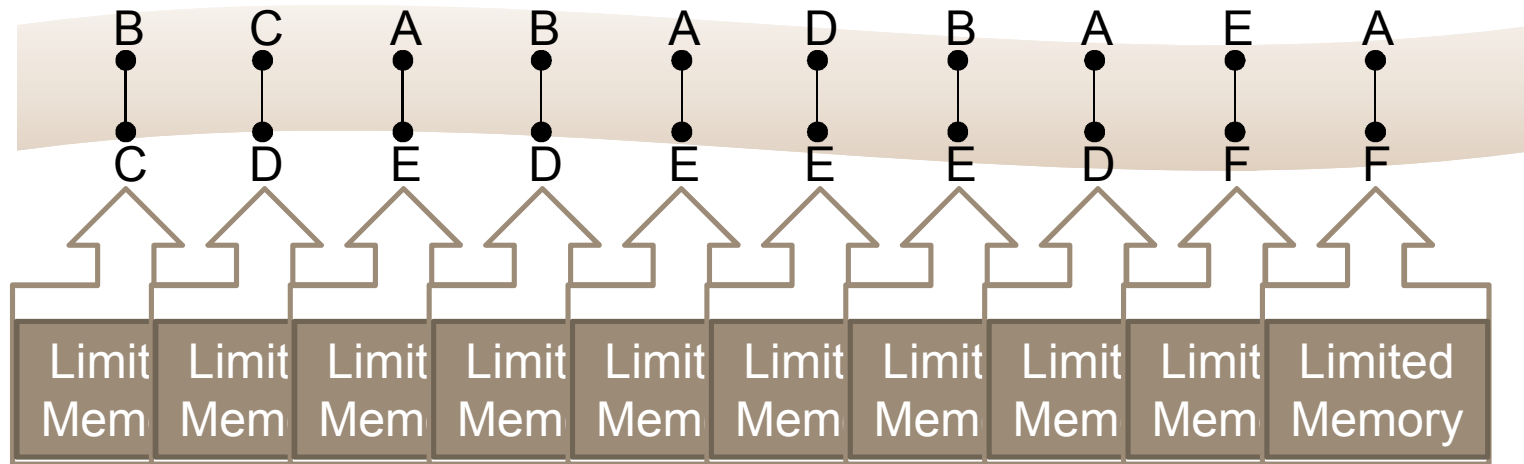 B C A B A D B A E A
C D E D E E E D F F
Limit Limit Limit Limit Limit Limit Limit Limit Limit Limited
Mem Mem Mem Mem Mem Mem Mem Mem Mem Memory